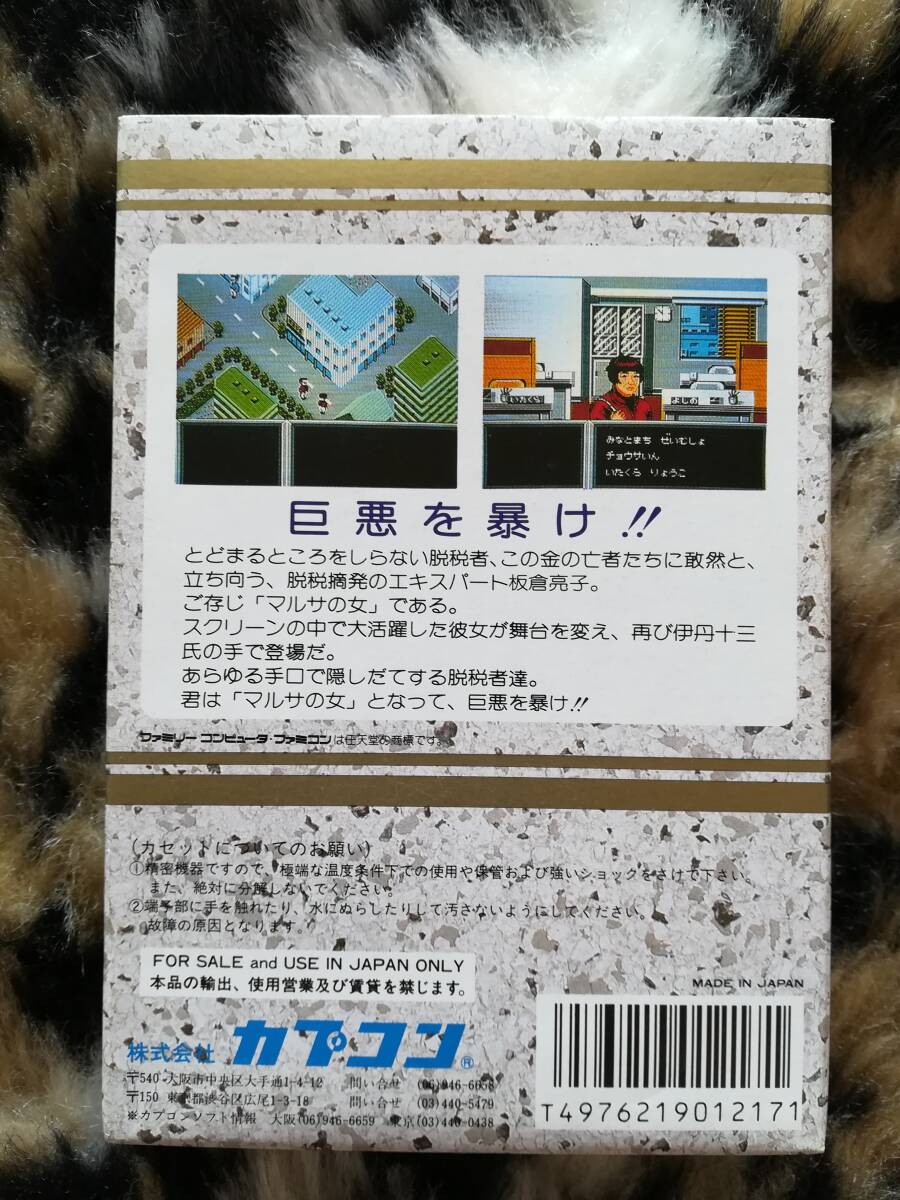 いたくら
よしの
みなとまち ぜいむしょ
チョウサいん
いたくら りょうこ
巨悪を暴け!!
とどまるところをしらない脱税者、この金の亡者たちに敢然と、
立ち向う、脱税摘発のエキスパート板倉亮子。
ご存じ「マルサの女」である。
スクリーンの中で大活躍した彼女が舞台を変え、再び伊丹十三
氏の手で登場だ。
あらゆる手口で隠しだてする脱税者達。
君は「マルサの女」となって、巨悪を暴け!!
ファミリーコンピュータ・ファミコンは任天堂の商標です。
(カセットについてのお願い)
①精密機器ですので、極端な温度条件下での使用や保管および強いショックをさけて下さい。
また、絶対に分解しないでください。
②端子部に手を触れたり、水にぬらしたりして汚さないようにしてください。
故障の原因となります。
FOR SALE and USE IN JAPAN ONLY
本品の輸出、使用営業及び賃貸を禁じます。
MADE IN JAPAN
株式会社 カプコン®
〒540 大阪市中央区大手通1-4-12 問い合せ (06)946-6658
〒150 東京都渋谷区広尾1-3-18 問い合せ (03)440-5479
※カプコンソフト情報 大阪(06)946-6659 東京(03)440-0438
T4976219012171